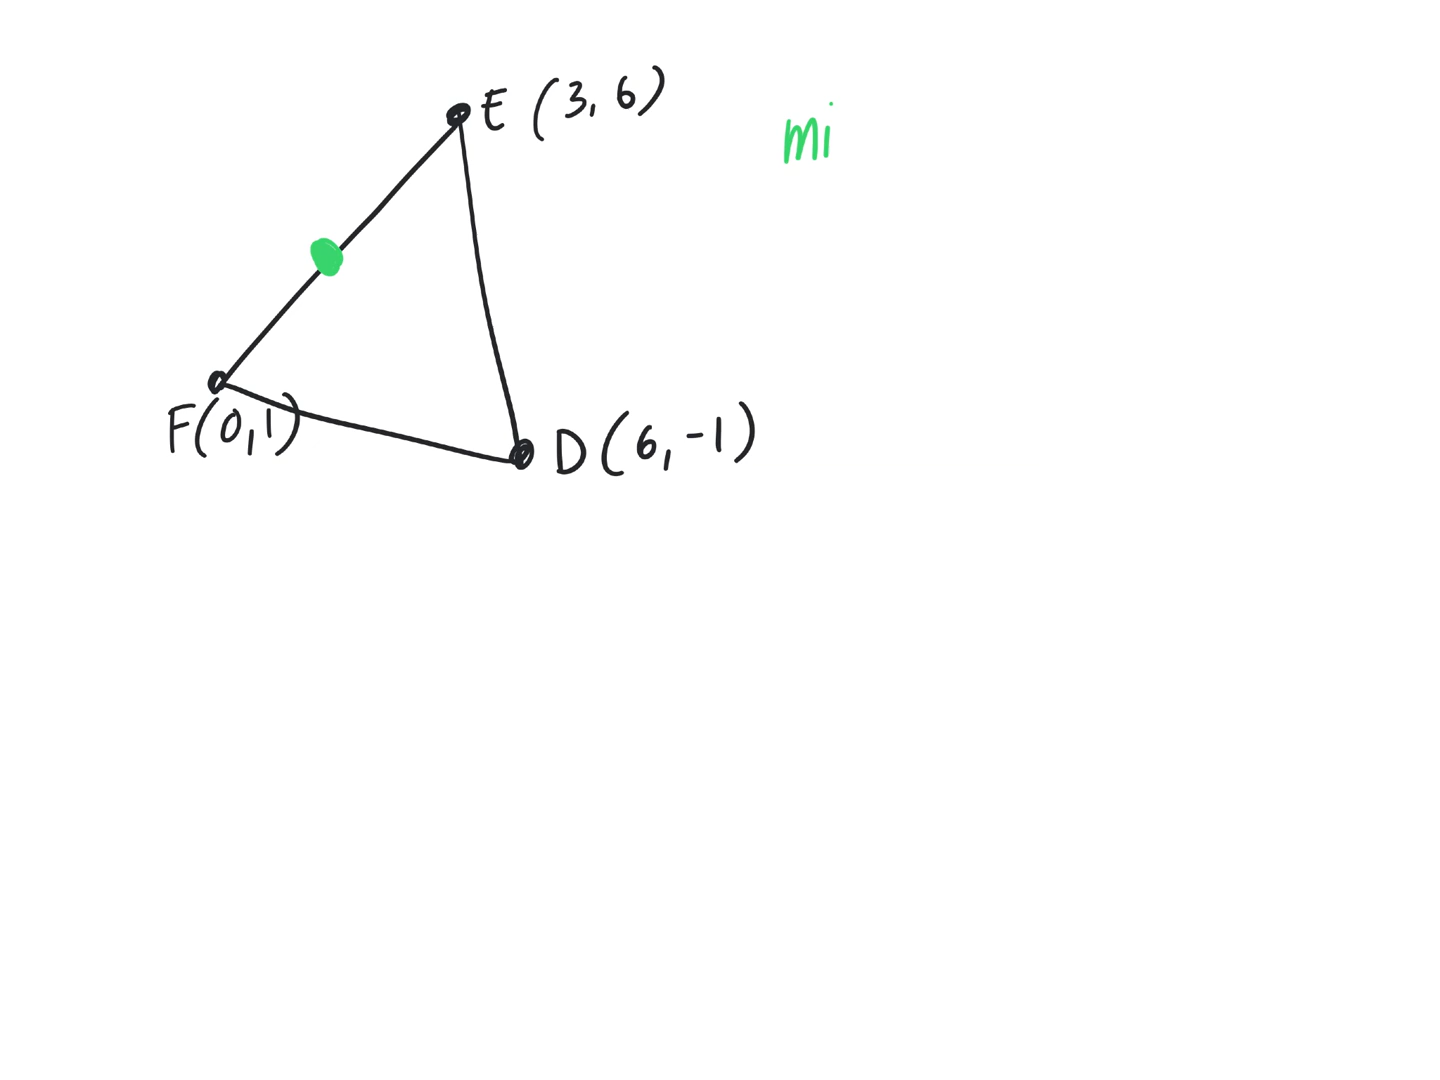 E (3, 6)
mi
F(0,1)
D (6, -1)